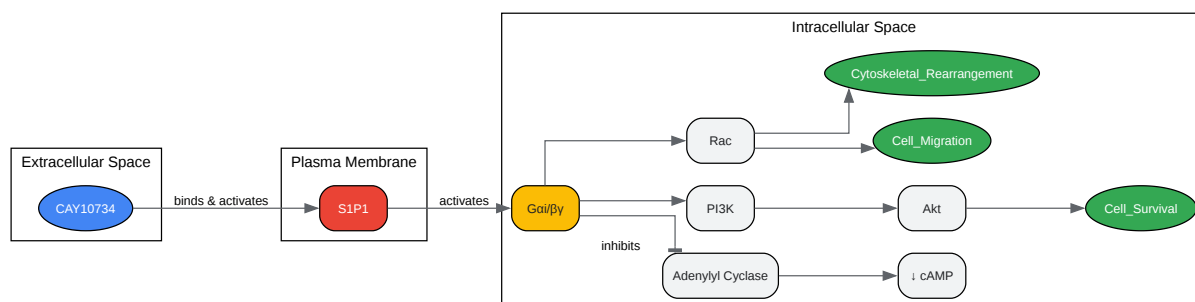 Intracellular Space
Cytoskeletal_Rearrangement
Rac
Cell_Migration
Extracellular Space
Plasma Membrane
CAY10734
binds & activates
S1P1
activates
Gαi/βγ
PI3K
Akt
Cell_Survival
inhibits
Adenylyl Cyclase
↓ cAMP